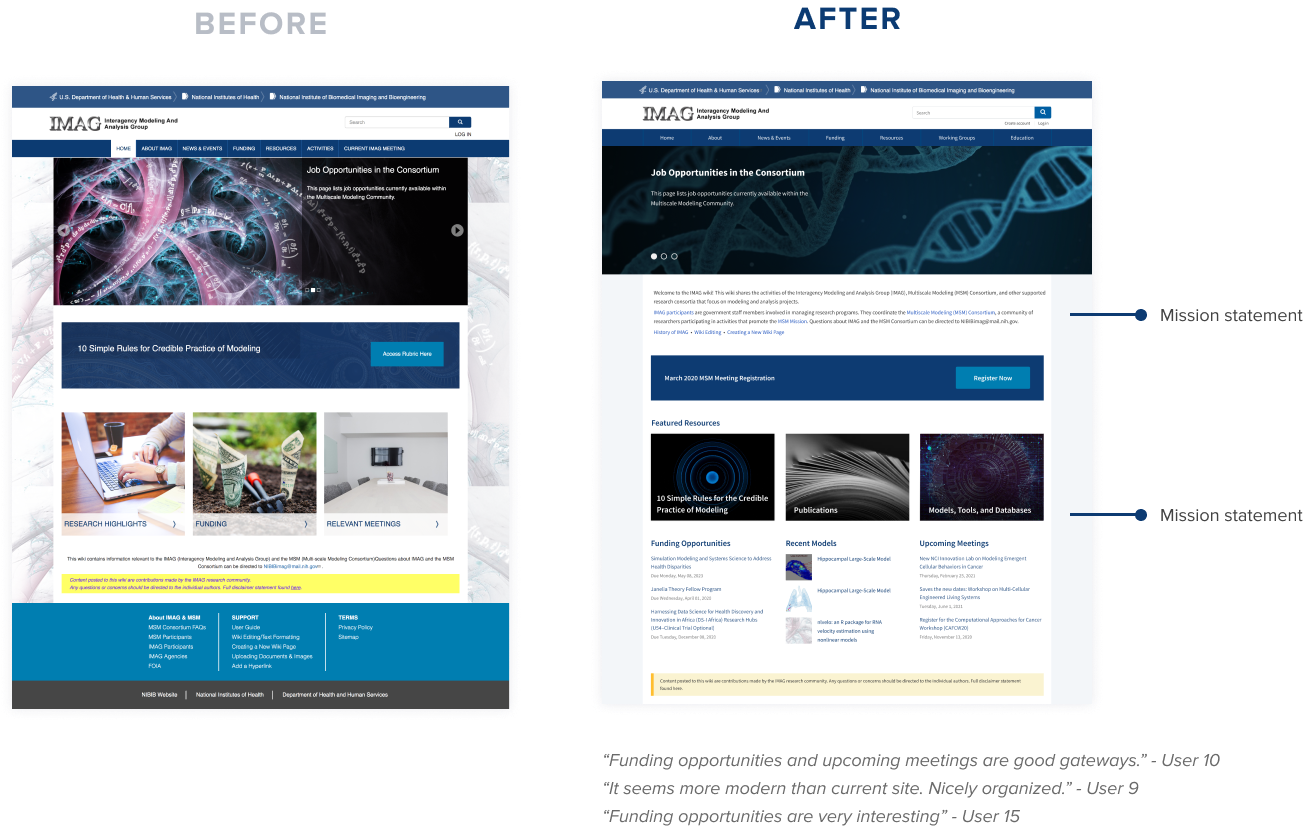 BEFORE
AFTER
U.S. Department of Health & Human Services
National Institutes of Health
National Institute of Biomedical Imaging and Bioengineering
IMAG
Interagency Modeling And
Analysis Group
Search
LOG IN
HOME
ABOUT IMAG
NEWS & EVENTS
FUNDING
RESOURCES
ACTIVITIES
CURRENT IMAG MEETING
Job Opportunities in the Consortium
This page lists job opportunities currently available within
the Multiscale Modeling Community.
10 Simple Rules for Credible Practice of Modeling
Access Rubric Here
RESEARCH HIGHLIGHTS
FUNDING
RELEVANT MEETINGS
This wiki contains information relevant to the IMAG (Interagency Modeling and Analysis Group) and the MSM (Multi-scale Modeling Consortium)Questions about IMAG and the MSM
Consortium can be directed to NIBIBimag@mail.nih.gov
Content posted to this wiki are contributions made by the IMAG research community.
Any questions or concerns should be directed to the individual authors. Full disclaimer statement found here.
About IMAG & MSM
MSM Consortium FAQs
MSM Participants
IMAG Participants
IMAG Agencies
FOIA
SUPPORT
User Guide
Wiki Editing/Text Formatting
Creating a New Wiki Page
Uploading Documents & Images
Add a Hyperlink
TERMS
Privacy Policy
Sitemap
NIBIB Website
National Institutes of Health
Department of Health and Human Services
U.S. Department of Health & Human Services
National Institutes of Health
National Institute of Biomedical Imaging and Bioengineering
IMAG
Interagency Modeling And
Analysis Group
Search
Create account
Log in
Home
About
News & Events
Funding
Resources
Working Groups
Education
Job Opportunities in the Consortium
This page lists job opportunities currently available within the
Multiscale Modeling Community.
Welcome to the IMAG wiki! This wiki shares the activities of the Interagency Modeling and Analysis Group (IMAG), Multiscale Modeling (MSM) Consortium, and other supported
research consortia that focus on modeling and analysis projects.
IMAG participants are government staff members involved in managing research programs. They coordinate the Multiscale Modeling (MSM) Consortium, a community of
researchers participating in activities that promote the MSM Mission. Questions about IMAG and the MSM Consortium can be directed to NIBIBimag@mail.nih.gov.
History of IMAG • Wiki Editing • Creating a New Wiki Page
March 2020 MSM Meeting Registration
Register Now
Featured Resources
10 Simple Rules for the Credible
Practice of Modeling
Publications
Models, Tools, and Databases
Funding Opportunities
Simulation Modeling and Systems Science to Address
Health Disparities
Due Monday, May 08, 2023
Janelia Theory Fellow Program
Due Wednesday, April 01, 2020
Harnessing Data Science for Health Discovery and
Innovation in Africa (DS-I Africa) Research Hubs
(U54-Clinical Trial Optional)
Due Tuesday, December 08, 2020
Recent Models
Hippocampal Large-Scale Model
Hippocampal Large-Scale Model
nlvelo: an R package for RNA
velocity estimation using
nonlinear models
Upcoming Meetings
New NCI Innovation Lab on Modeling Emergent
Cellular Behaviors in Cancer
Thursday, February 25, 2021
Saves the new dates: Workshop on Multi-Cellular
Engineered Living Systems
Tuesday, June 1, 2021
Register for the Computational Approaches for Cancer
Workshop (CAFCW20)
Friday, November 13, 2020
Content posted to this wiki are contributions made by the IMAG research community. Any questions or concerns should be directed to the individual authors. Full disclaimer statement
found here.
Mission statement
Mission statement
“Funding opportunities and upcoming meetings are good gateways.” - User 10
“It seems more modern than current site. Nicely organized.” - User 9
“Funding opportunities are very interesting” - User 15